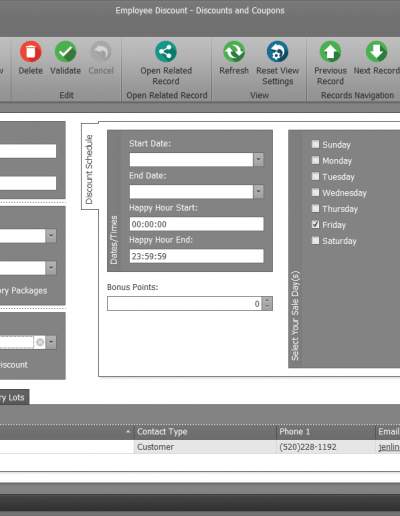 Employee Discount - Discounts and Coupons
Delete
Validate
Cancel
Open Related
Record
Refresh
Reset View
Settings
Previous
Record
Next Record
Edit
Open Related Record
View
Records Navigation
Discount Schedule
Dates/Times
Start Date:
End Date:
Happy Hour Start:
00:00:00
Happy Hour End:
23:59:59
Bonus Points:
0
Select Your Sale Day(s)
Sunday
Monday
Tuesday
Wednesday
Thursday
Friday
Saturday
ory Packages
Discount
ry Lots
Contact Type
Phone 1
Email
Customer
(520)228-1192
jenlin